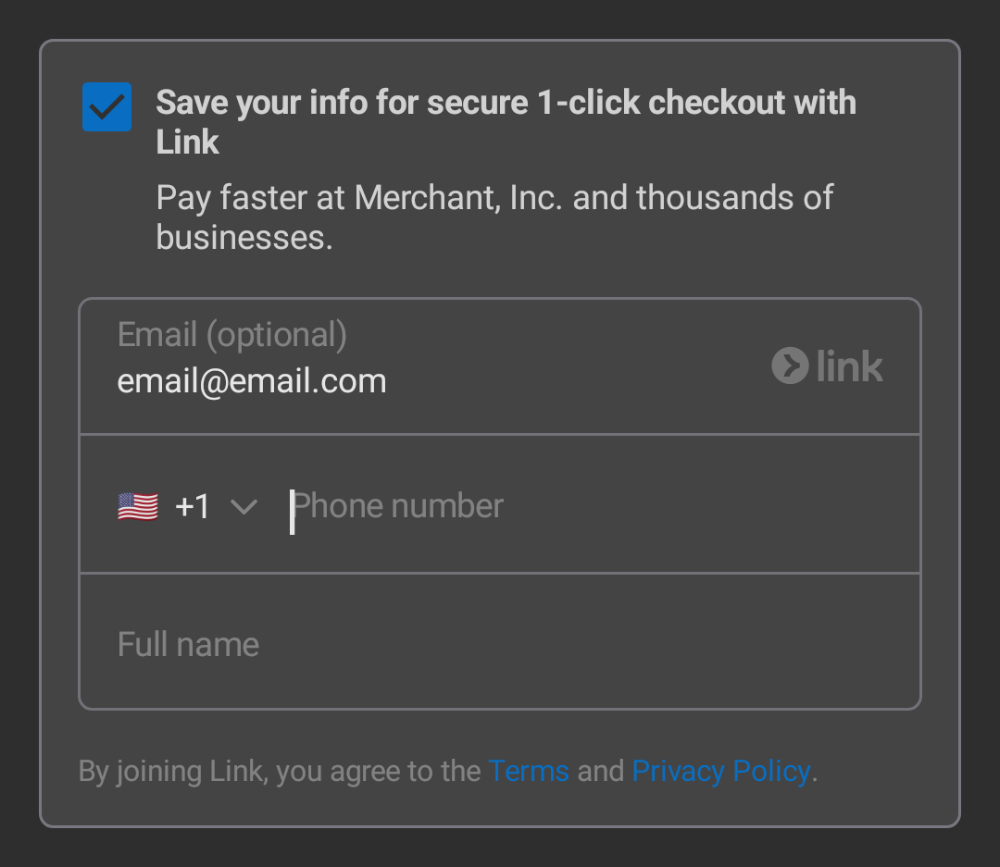 Save your info for secure 1-click checkout with
Link
Pay faster at Merchant, Inc. and thousands of
businesses.
Email (optional)
email@email.com
link
+1
Phone number
Full name
By joining Link, you agree to the Terms and Privacy Policy.